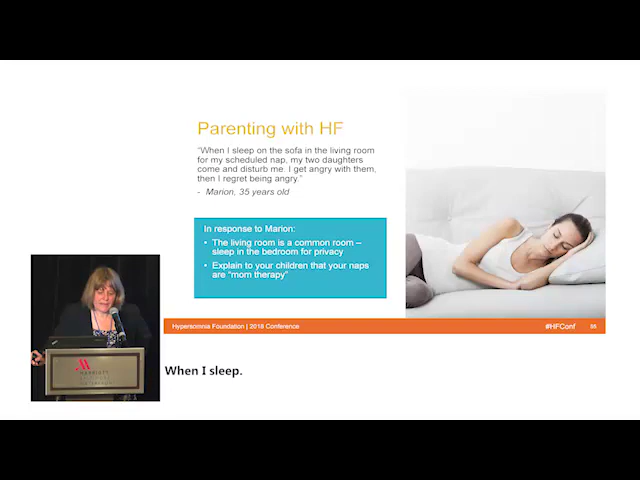 Parenting with HF
“When I sleep on the sofa in the living room
for my scheduled nap, my two daughters
come and disturb me. I get angry with them,
then I regret being angry.”
- Marion, 35 years old
In response to Marion:
• The living room is a common room –
sleep in the bedroom for privacy
• Explain to your children that your naps
are “mom therapy”
Hypersomnia Foundation | 2018 Conference
#HFConf
MARRIOTT
When I sleep.